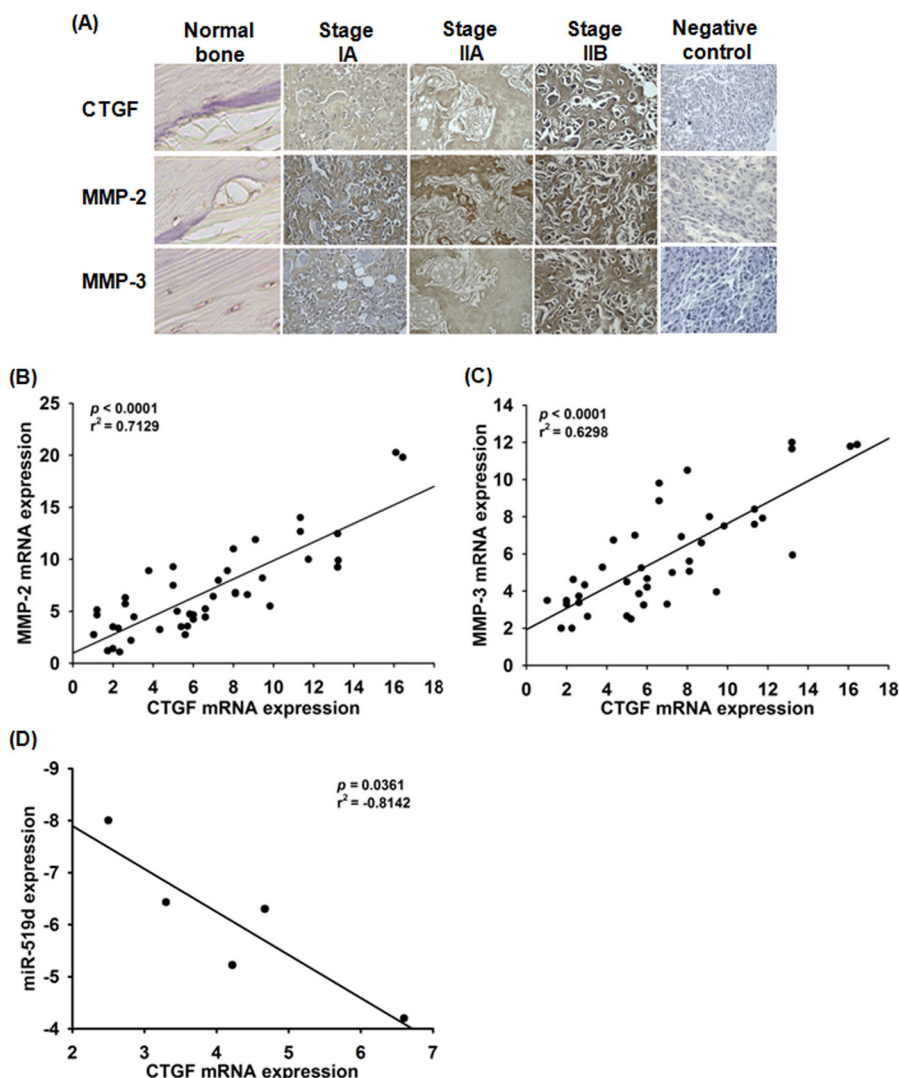 (A)
Normal bone
Stage IA
Stage IIA
Stage IIB
Negative control
CTGF
MMP-2
MMP-3
(B)
p < 0.0001
r² = 0.7129
MMP-2 mRNA expression
25
20
15
10
5
0
0 2 4 6 8 10 12 14 16 18
CTGF mRNA expression
(C)
p < 0.0001
r² = 0.6298
MMP-3 mRNA expression
14
12
10
8
6
4
2
0
0 2 4 6 8 10 12 14 16 18
CTGF mRNA expression
(D)
p = 0.0361
r² = -0.8142
miR-519d expression
-9
-8
-7
-6
-5
-4
2 3 4 5 6 7
CTGF mRNA expression